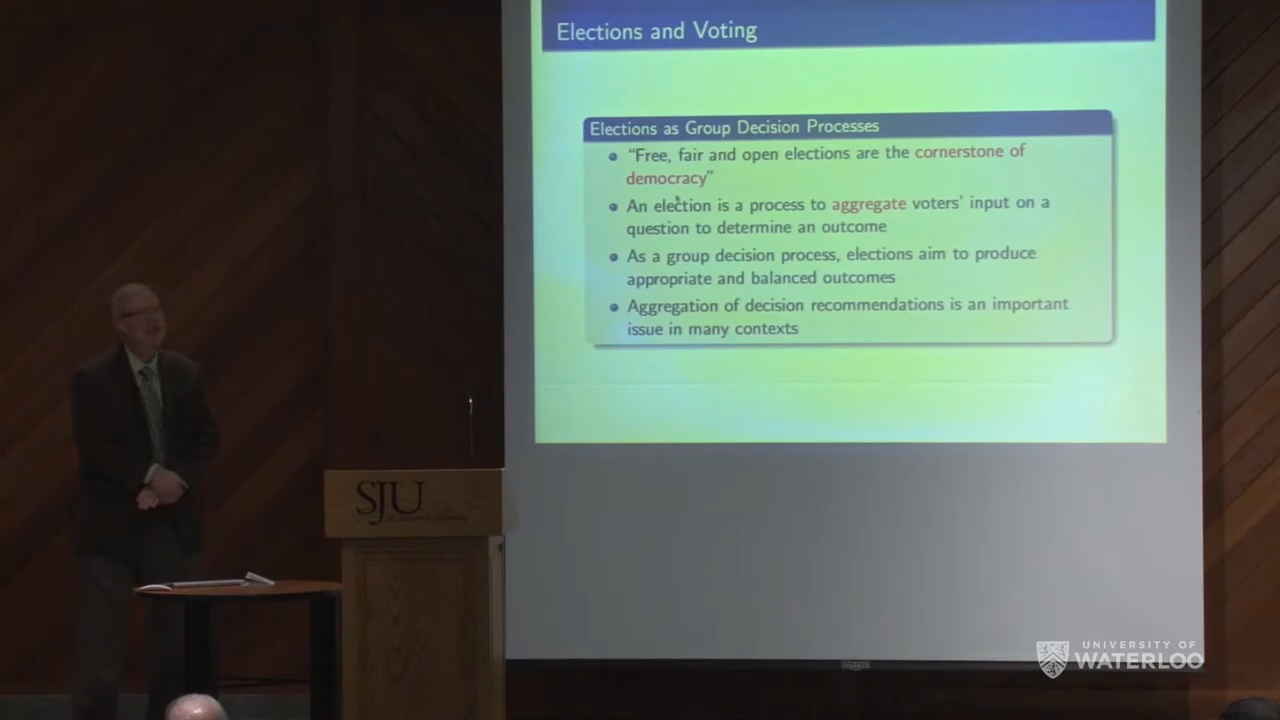 Elections and Voting
Elections as Group Decision Processes
“Free, fair and open elections are the cornerstone of
democracy”
An election is a process to aggregate voters’ input on a
question to determine an outcome
As a group decision process, elections aim to produce
appropriate and balanced outcomes
Aggregation of decision recommendations is an important
issue in many contexts
SJU
UNIVERSITY OF
WATERLOO